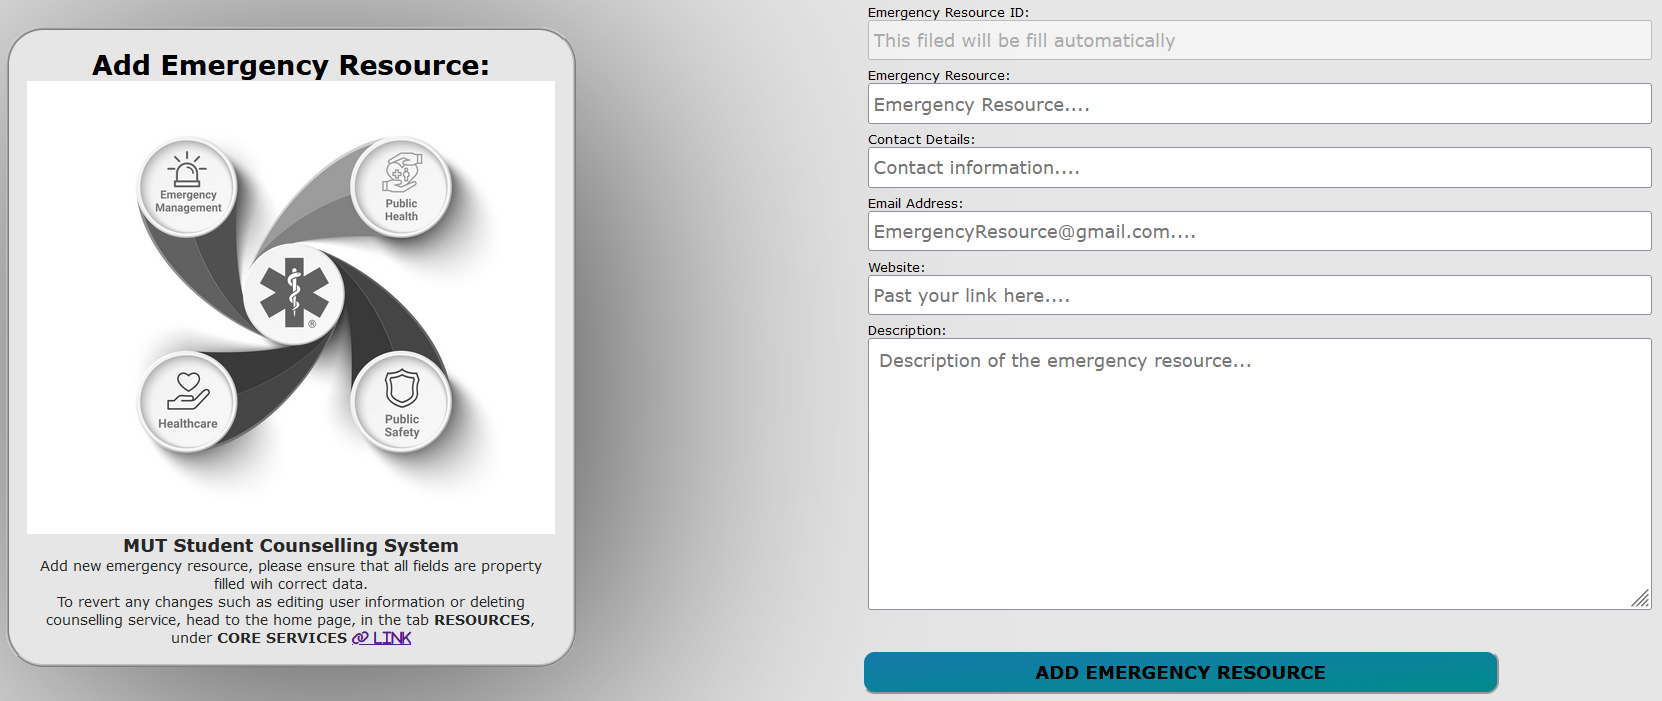 Add Emergency Resource:
Emergency
Management
Public
Health
®
Healthcare
Public
Safety
MUT Student Counselling System
Add new emergency resource, please ensure that all fields are property
filled wih correct data.
To revert any changes such as editing user information or deleting
counselling service, head to the home page, in the tab RESOURCES,
under CORE SERVICES LINK
Emergency Resource ID:
This filed will be fill automatically
Emergency Resource:
Emergency Resource....
Contact Details:
Contact information....
Email Address:
EmergencyResource@gmail.com....
Website:
Past your link here....
Description:
Description of the emergency resource...
ADD EMERGENCY RESOURCE